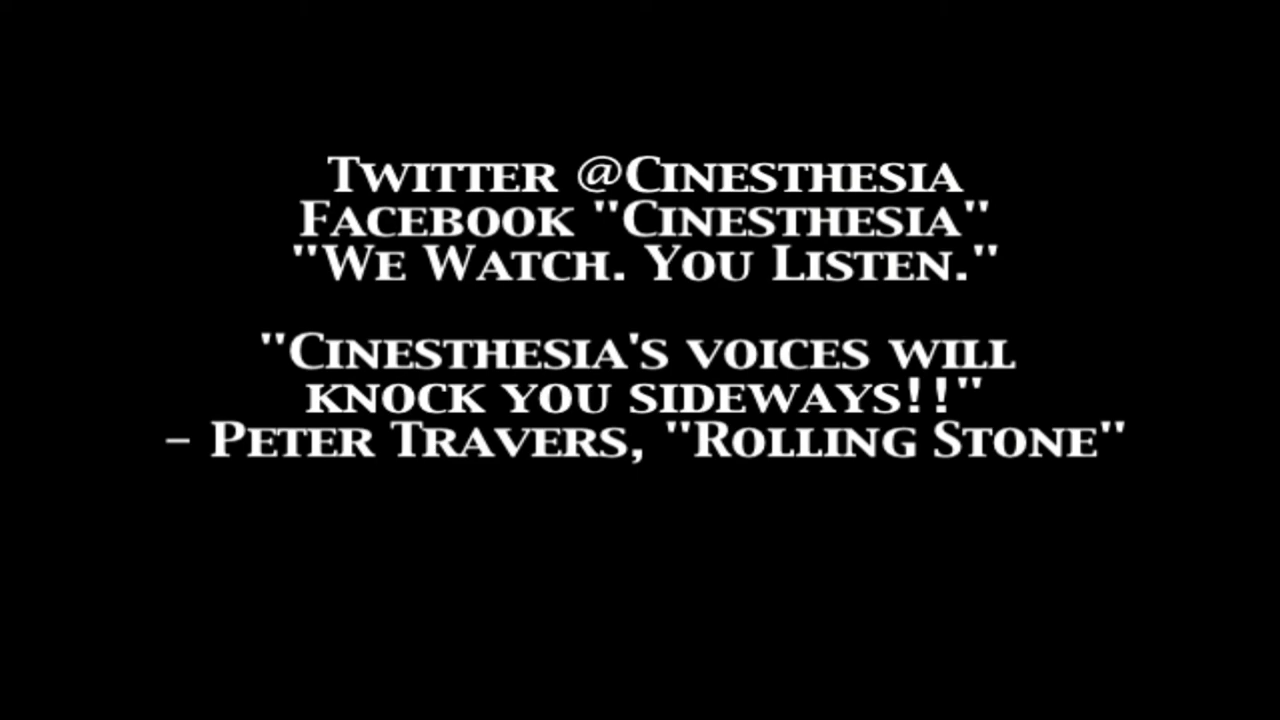 Twitter @Cinesthesia
Facebook "Cinesthesia"
"We Watch. You Listen."
"Cinesthesia's voices will
knock you sideways!!"
- Peter Travers, "Rolling Stone"